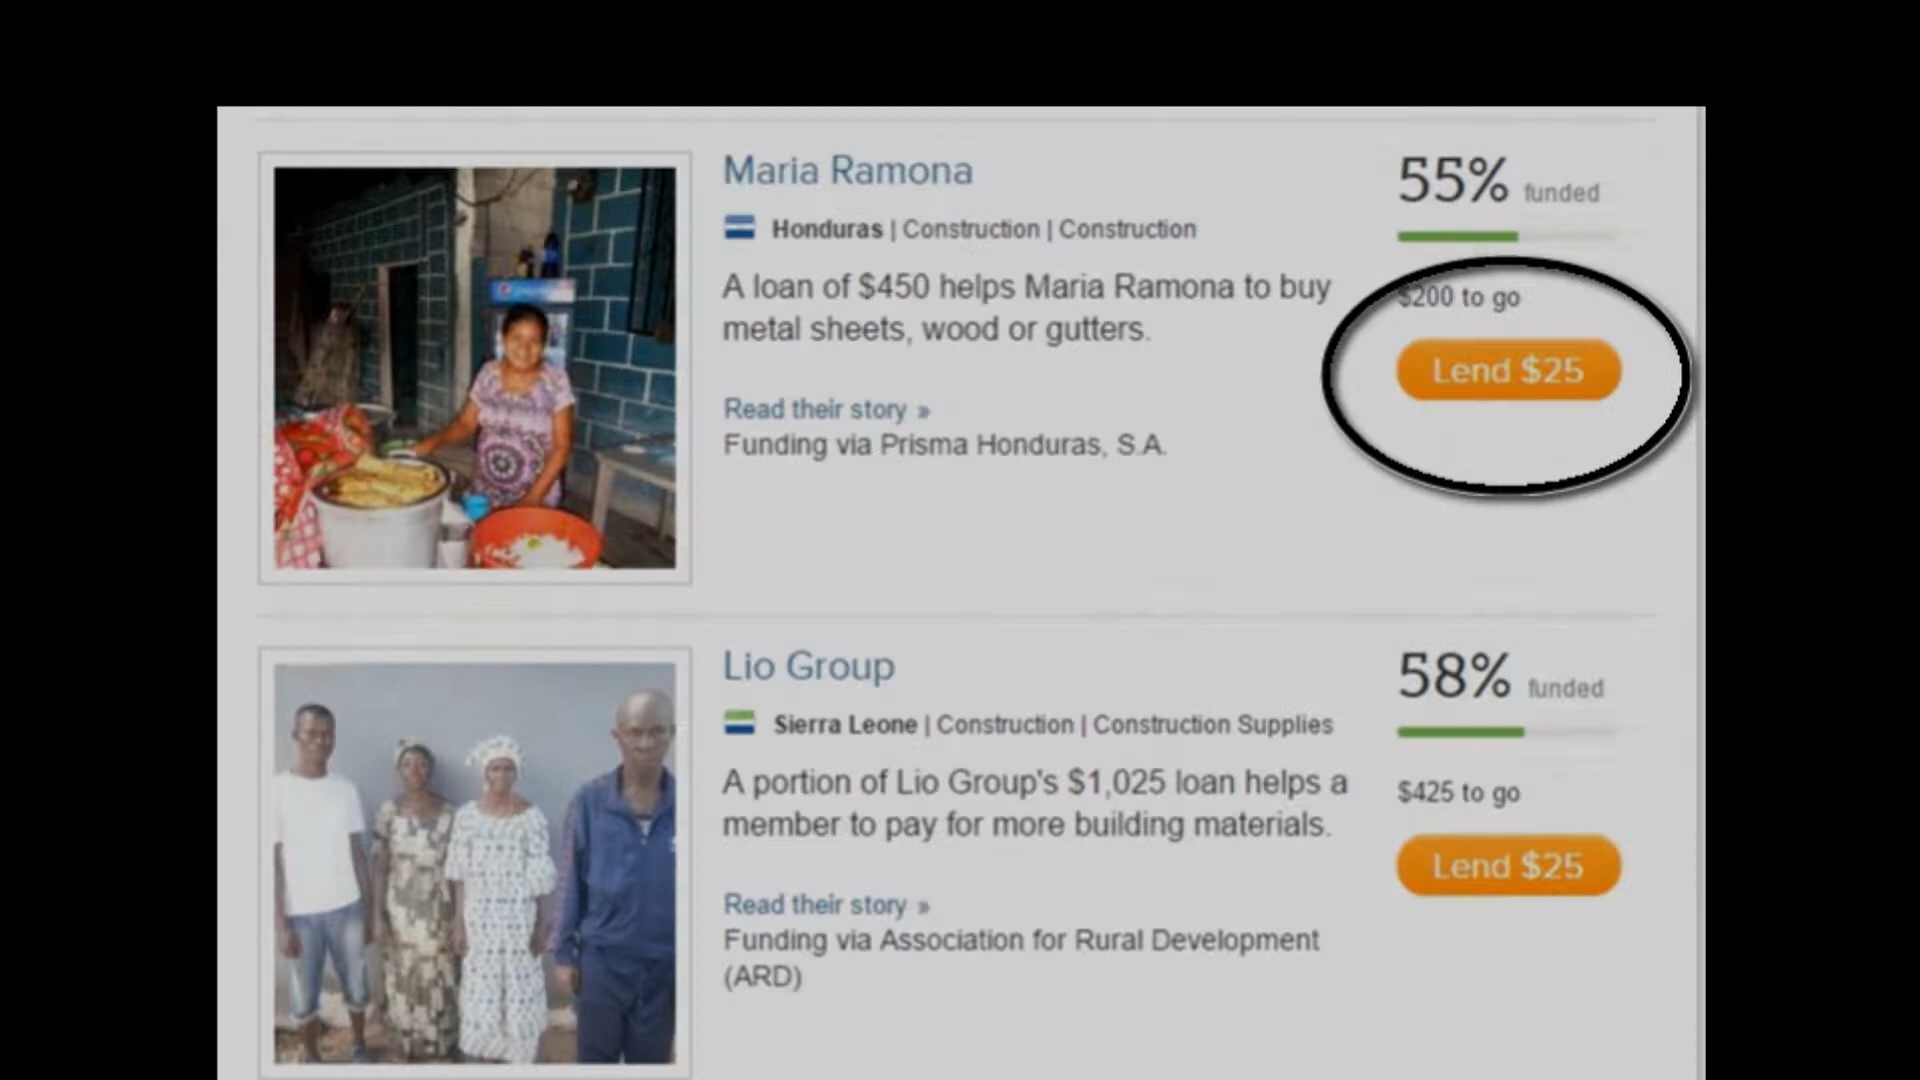 Maria Ramona
Honduras | Construction | Construction
A loan of $450 helps Maria Ramona to buy
metal sheets, wood or gutters.
Read their story »
Funding via Prisma Honduras, S.A.
55% funded
$200 to go
Lend $25
Lio Group
Sierra Leone | Construction | Construction Supplies
A portion of Lio Group's $1,025 loan helps a
member to pay for more building materials.
Read their story »
Funding via Association for Rural Development
(ARD)
58% funded
$425 to go
Lend $25